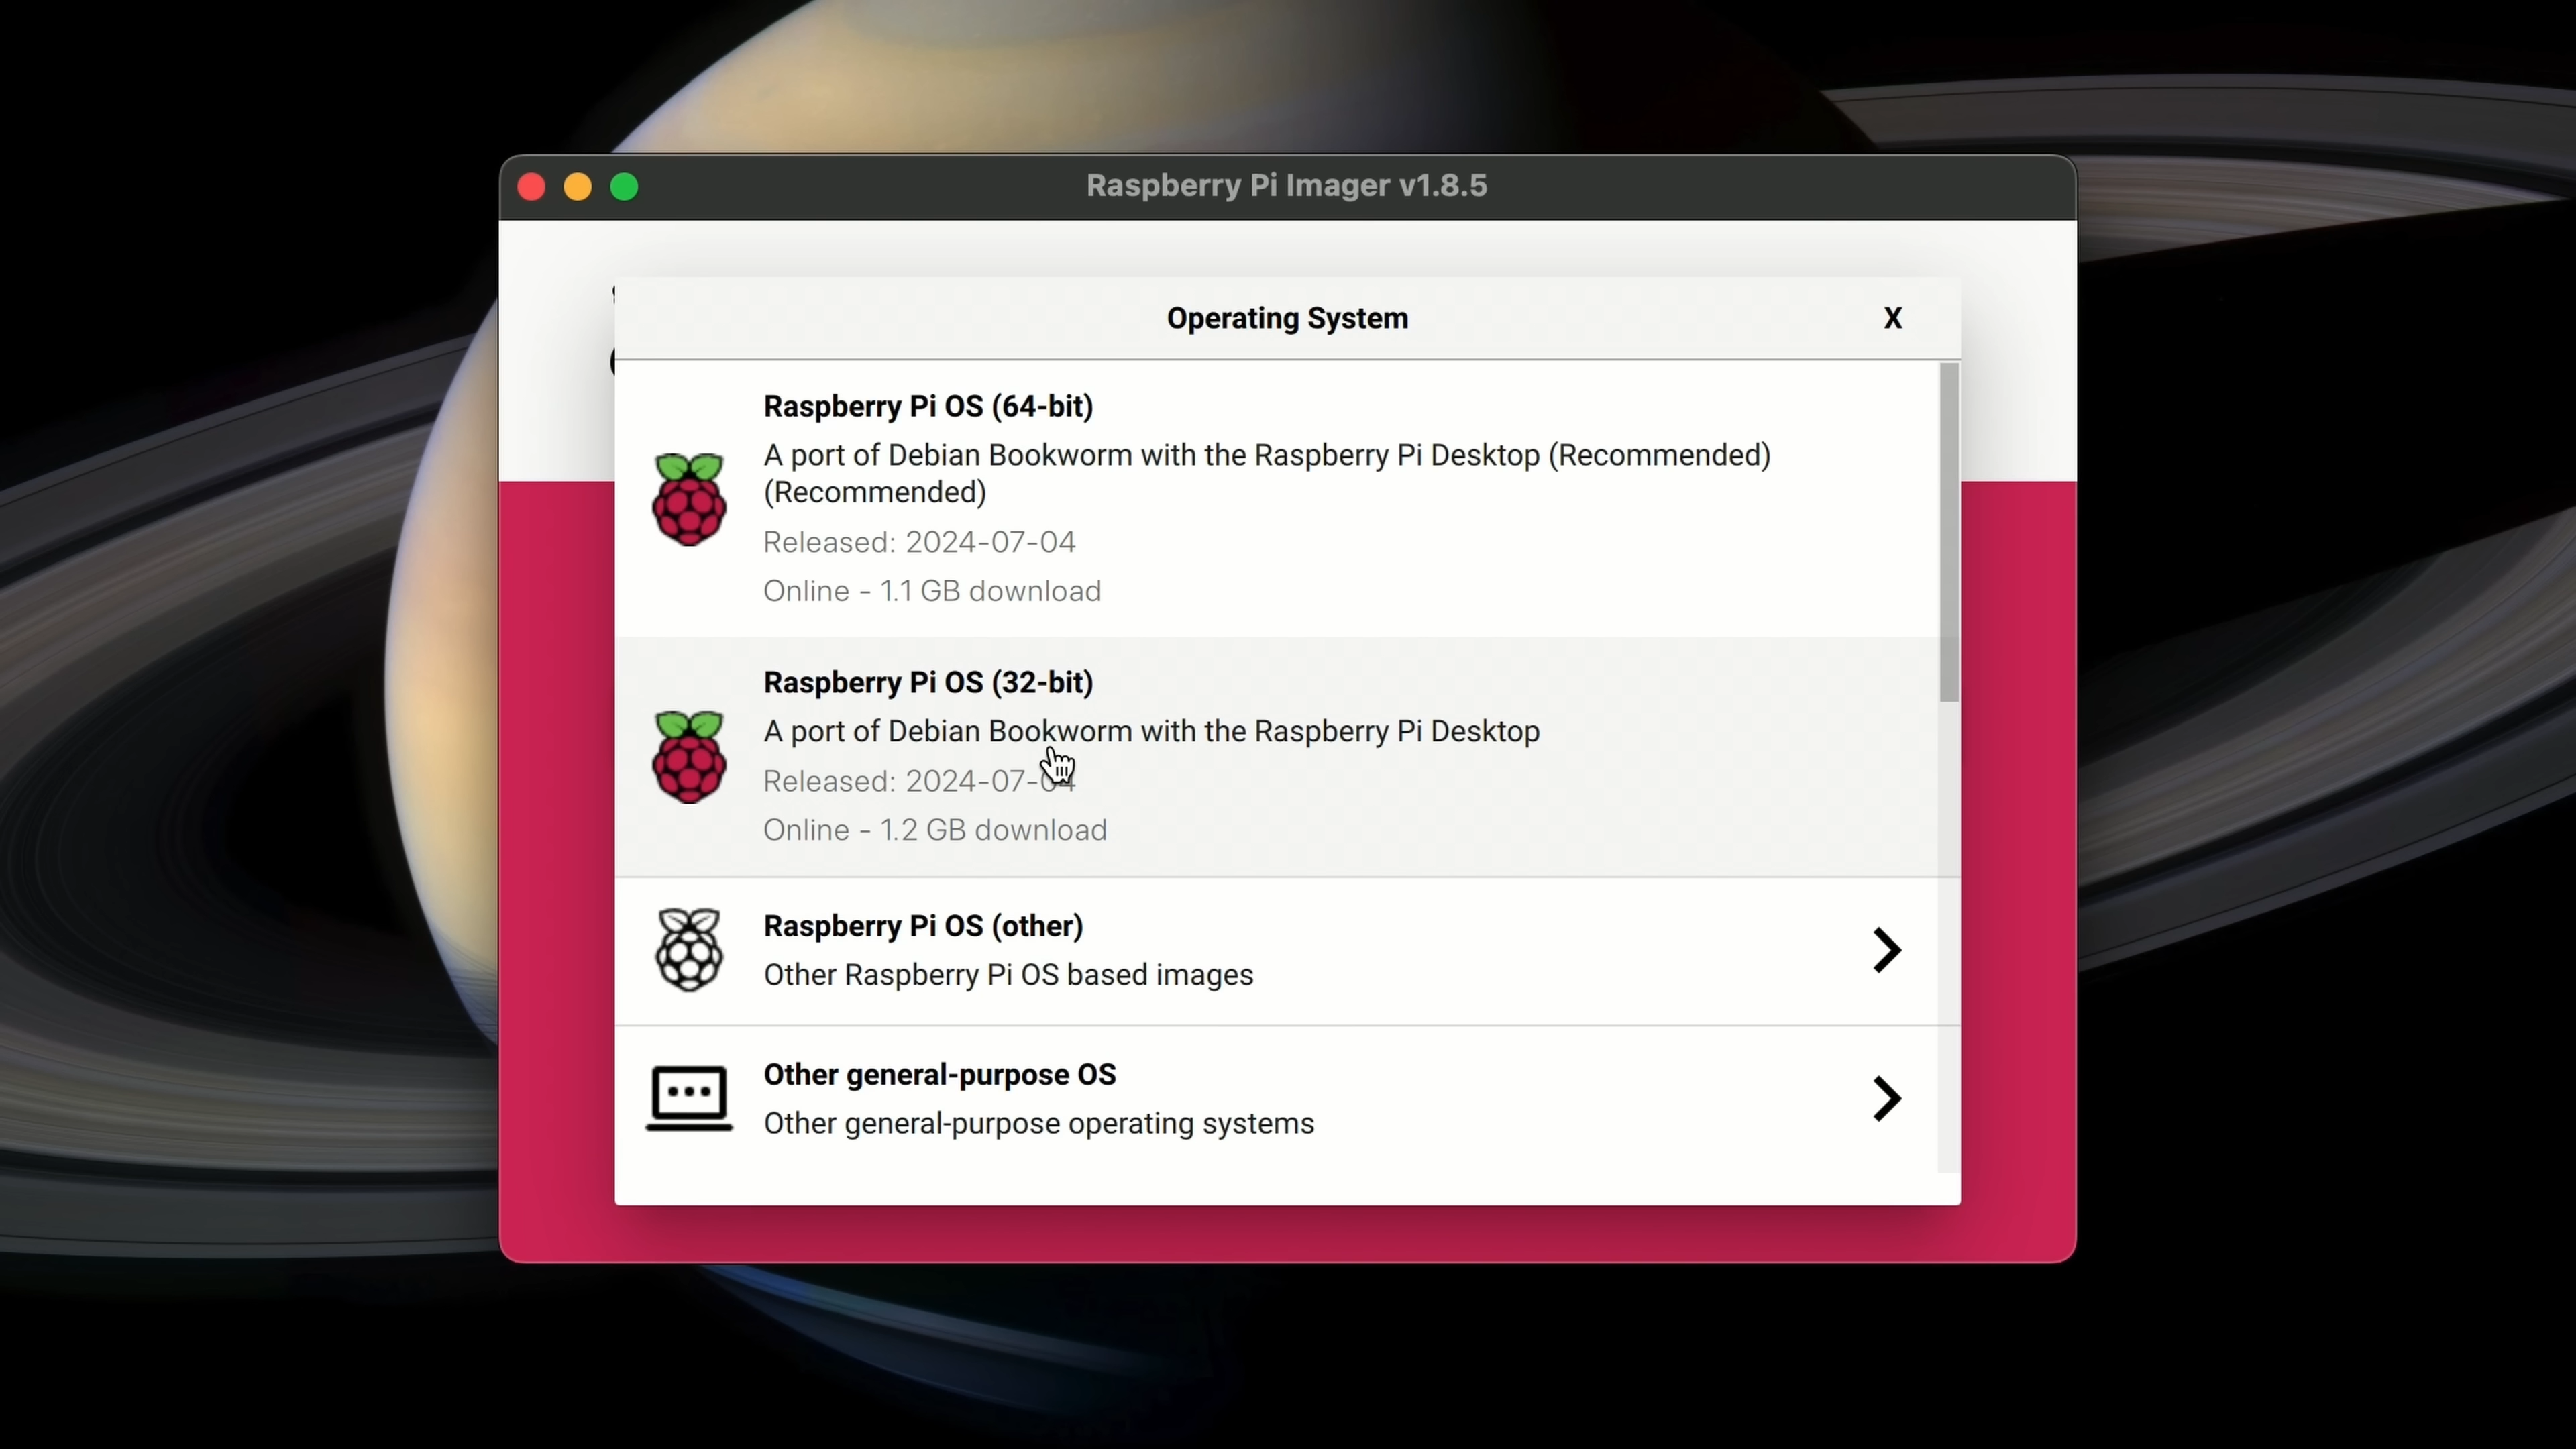 Raspberry Pi Imager v1.8.5
Operating System
X
Raspberry Pi OS (64-bit)
A port of Debian Bookworm with the Raspberry Pi Desktop (Recommended)
(Recommended)
Released: 2024-07-04
Online - 1.1 GB download
Raspberry Pi OS (32-bit)
A port of Debian Bookworm with the Raspberry Pi Desktop
Released: 2024-07-04
Online - 1.2 GB download
Raspberry Pi OS (other)
Other Raspberry Pi OS based images
Other general-purpose OS
Other general-purpose operating systems